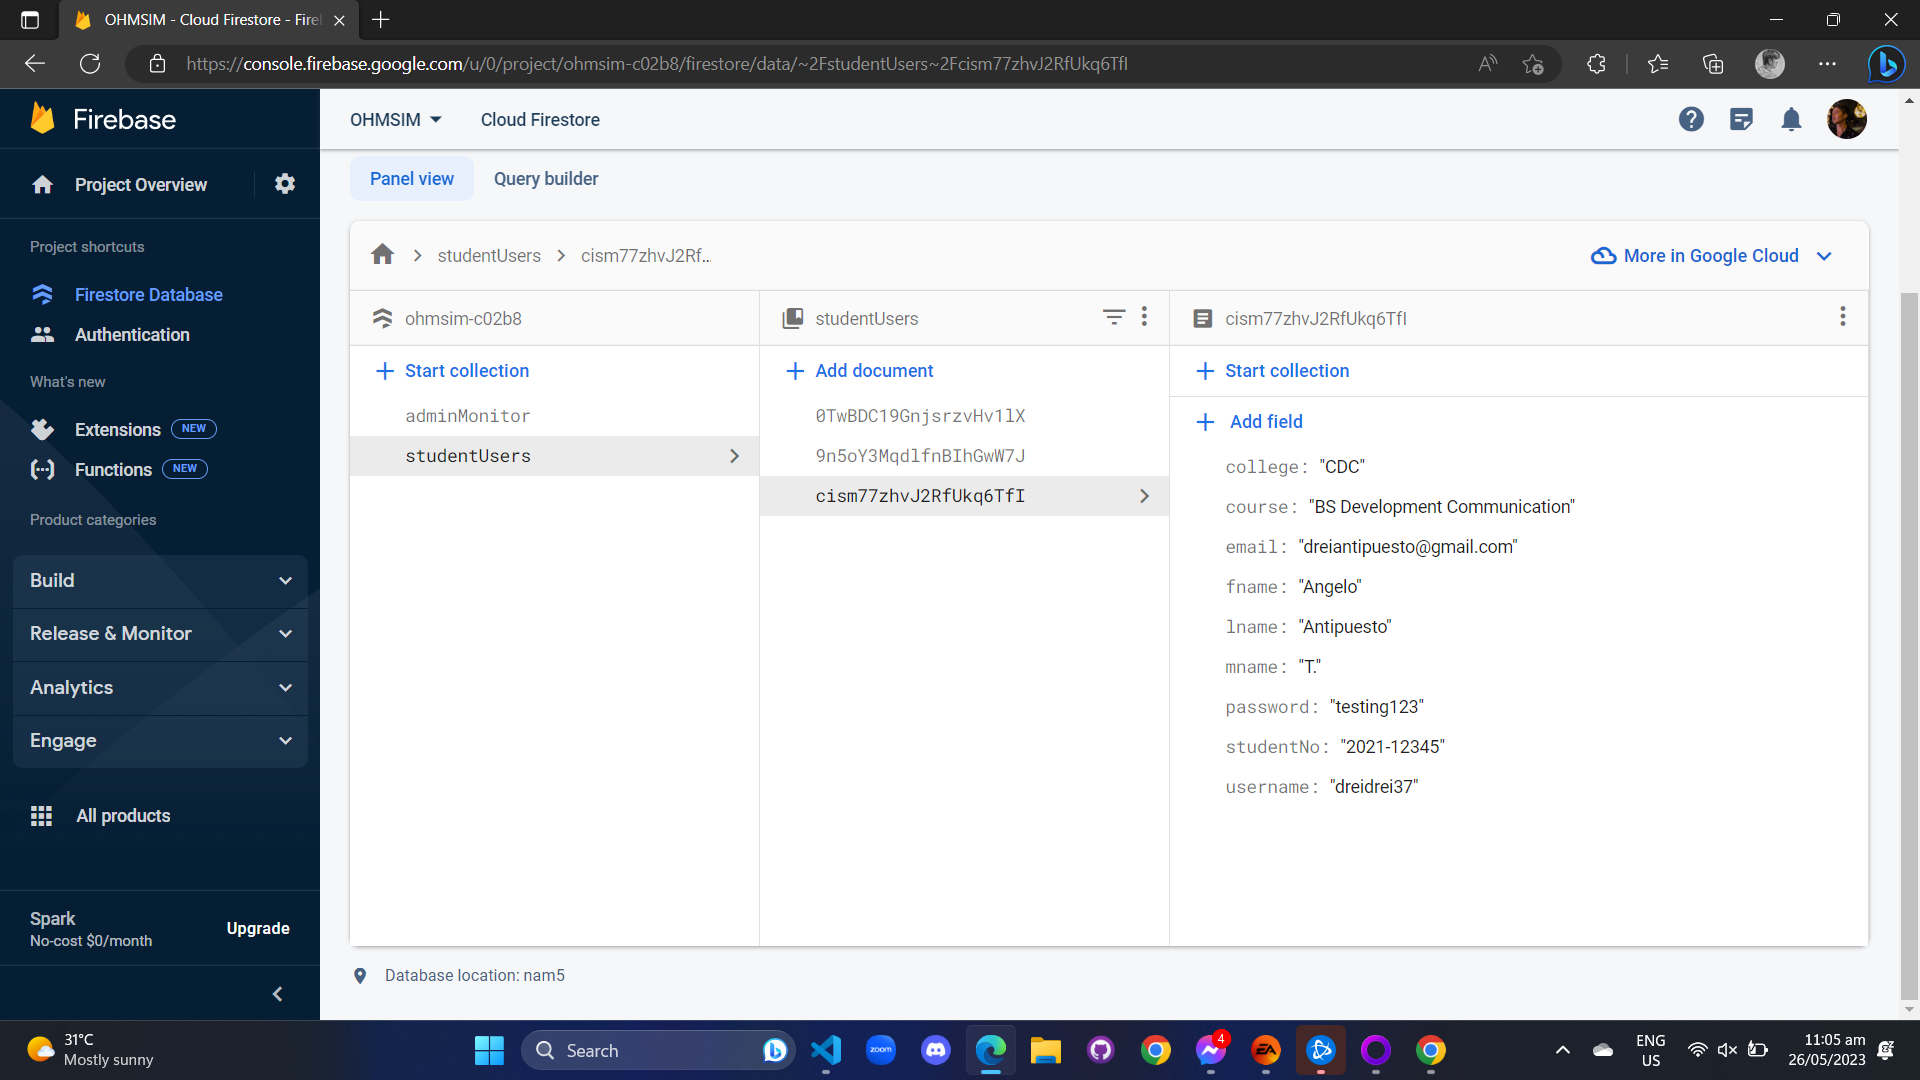 OHMSIM - Cloud Firestore - Fire
https://console.firebase.google.com/u/0/project/ohmsim-c02b8/firestore/data/~2FstudentUsers~2Fcism77zhvJ2RfUkq6TfI
Firebase
OHMSIM
Cloud Firestore
Project Overview
Panel view
Query builder
Project shortcuts
Firestore Database
Authentication
What's new
Extensions NEW
Functions NEW
Product categories
Build
Release & Monitor
Analytics
Engage
All products
Spark
No-cost $0/month
Upgrade
studentUsers
cism77zhvJ2Rf...
More in Google Cloud
ohmsim-c02b8
Start collection
adminMonitor
studentUsers
studentUsers
Add document
0TwBDC19GnjsrzvHv1lX
9n5oY3MqdlfnBIhGwW7J
cism77zhvJ2RfUkq6TfI
cism77zhvJ2RfUkq6TfI
Start collection
Add field
college: "CDC"
course: "BS Development Communication"
email: "dreiantipuesto@gmail.com"
fname: "Angelo"
lname: "Antipuesto"
mname: "T."
password: "testing123"
studentNo: "2021-12345"
username: "dreidrei37"
Database location: nam5
31°C
Mostly sunny
Search
zoom
4
EA
ENG
US
11:05 am
26/05/2023